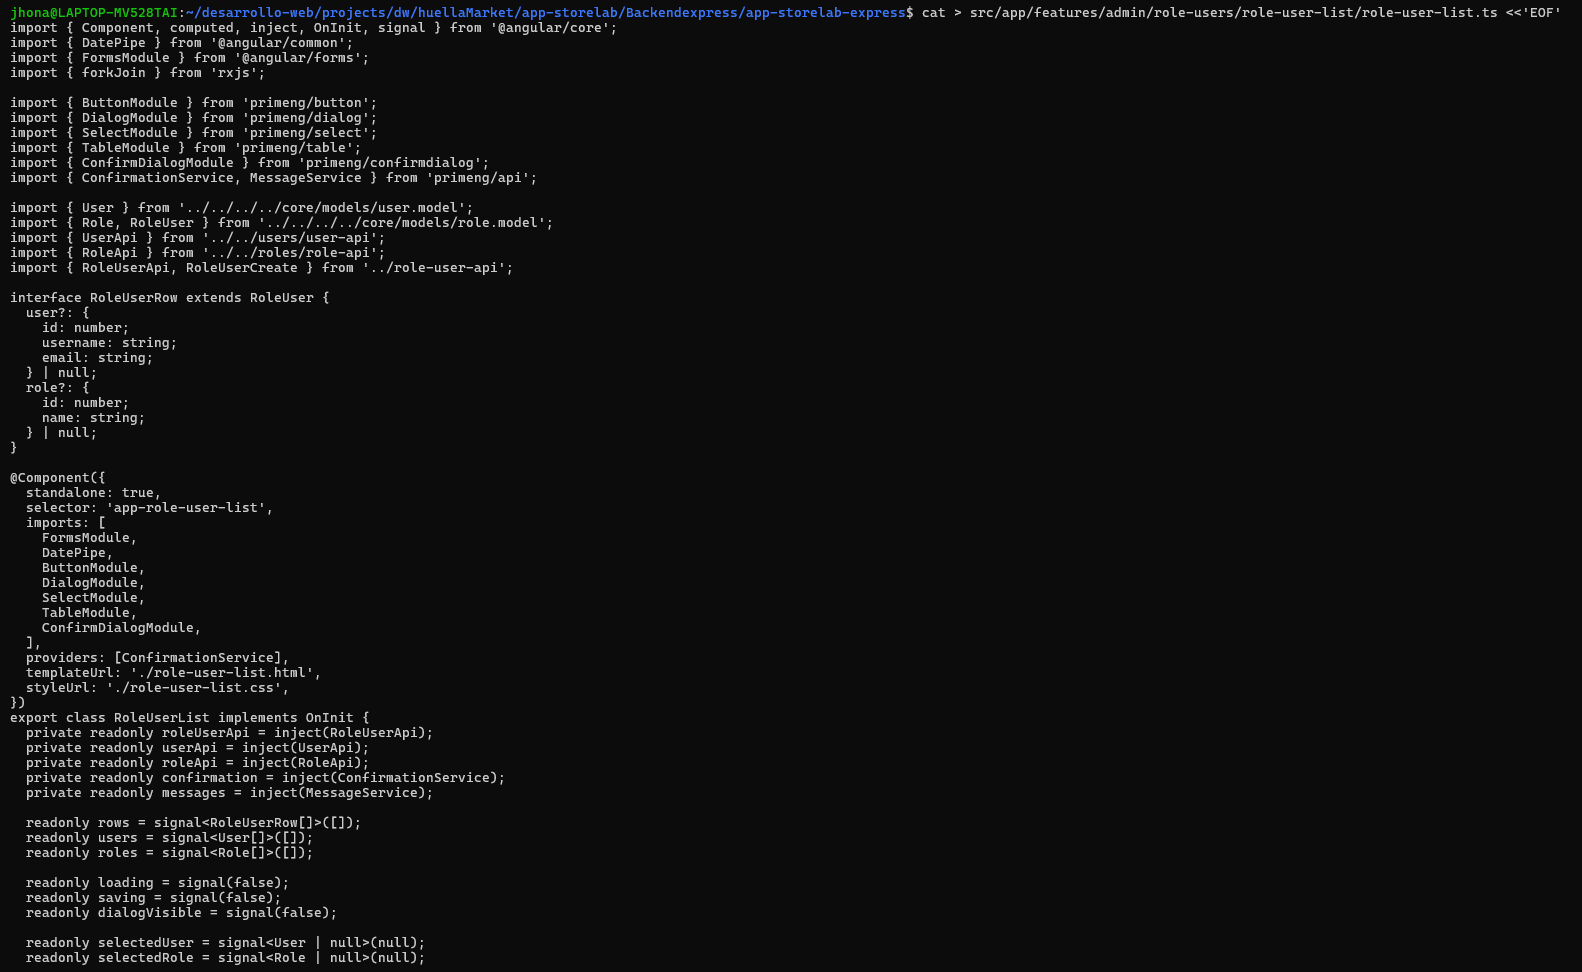 jhona@LAPTOP-MV528TAI:~/desarrollo-web/projects/dw/huellaMarket/app-storelab/Backendexpress/app-storelab-express$ cat > src/app/features/admin/role-users/role-user-list/role-user-list.ts <<'EOF'
import { Component, computed, inject, OnInit, signal } from '@angular/core';
import { DatePipe } from '@angular/common';
import { FormsModule } from '@angular/forms';
import { forkJoin } from 'rxjs';

import { ButtonModule } from 'primeng/button';
import { DialogModule } from 'primeng/dialog';
import { SelectModule } from 'primeng/select';
import { TableModule } from 'primeng/table';
import { ConfirmDialogModule } from 'primeng/confirmdialog';
import { ConfirmationService, MessageService } from 'primeng/api';

import { User } from '../../../../core/models/user.model';
import { Role, RoleUser } from '../../../../core/models/role.model';
import { UserApi } from '../../users/user-api';
import { RoleApi } from '../../roles/role-api';
import { RoleUserApi, RoleUserCreate } from '../role-user-api';

interface RoleUserRow extends RoleUser {
  user?: {
    id: number;
    username: string;
    email: string;
  } | null;
  role?: {
    id: number;
    name: string;
  } | null;
}

@Component({
  standalone: true,
  selector: 'app-role-user-list',
  imports: [
    FormsModule,
    DatePipe,
    ButtonModule,
    DialogModule,
    SelectModule,
    TableModule,
    ConfirmDialogModule,
  ],
  providers: [ConfirmationService],
  templateUrl: './role-user-list.html',
  styleUrl: './role-user-list.css',
})
export class RoleUserList implements OnInit {
  private readonly roleUserApi = inject(RoleUserApi);
  private readonly userApi = inject(UserApi);
  private readonly roleApi = inject(RoleApi);
  private readonly confirmation = inject(ConfirmationService);
  private readonly messages = inject(MessageService);

  readonly rows = signal<RoleUserRow[]>([]);
  readonly users = signal<User[]>([]);
  readonly roles = signal<Role[]>([]);

  readonly loading = signal(false);
  readonly saving = signal(false);
  readonly dialogVisible = signal(false);

  readonly selectedUser = signal<User | null>(null);
  readonly selectedRole = signal<Role | null>(null);